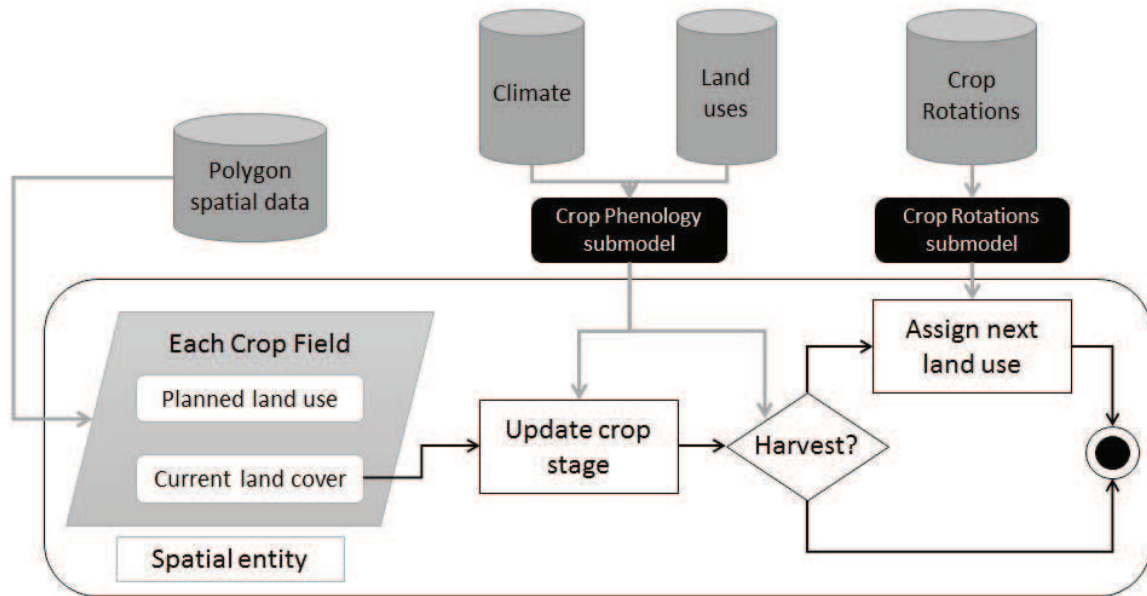 Climate
Land
uses
Crop
Rotations
Polygon
spatial data
Crop Phenology
submodel
Crop Rotations
submodel
Each Crop Field
Planned land use
Current land cover
Spatial entity
Update crop
stage
Harvest?
Assign next
land use